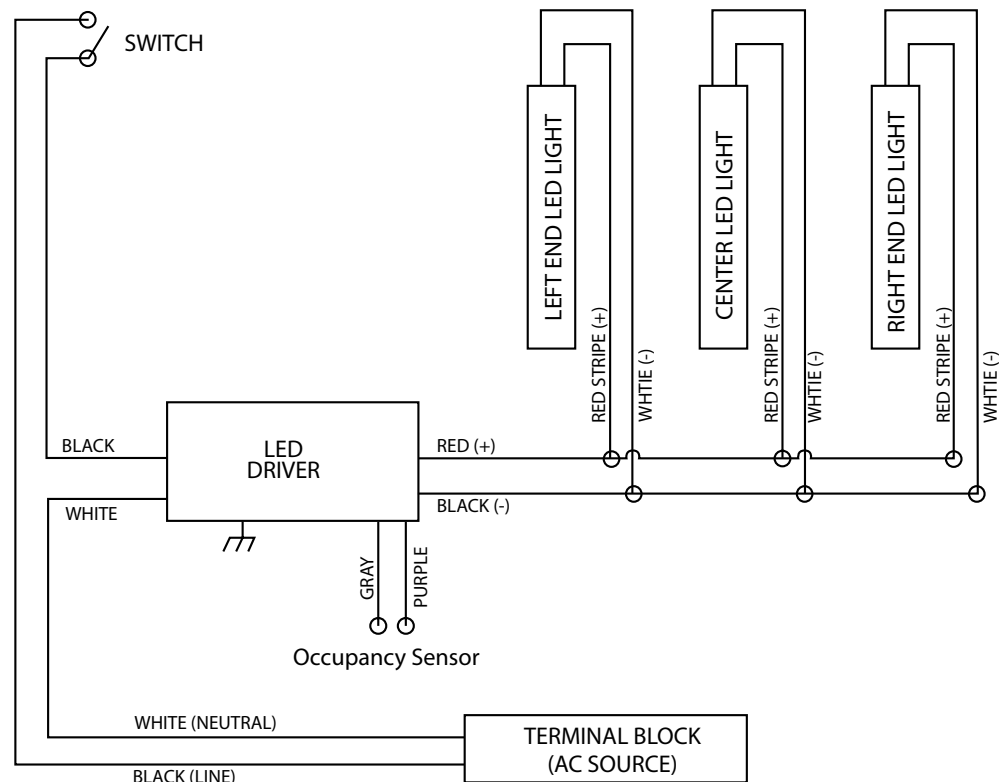 SWITCH
LEFT END LED LIGHT
CENTER LED LIGHT
RIGHT END LED LIGHT
RED STRIPE (+)
WHTIE (-)
RED STRIPE (+)
WHTIE (-)
RED STRIPE (+)
WHTIE (-)
BLACK
LED
DRIVER
RED (+)
WHITE
BLACK (-)
GRAY
PURPLE
Occupancy Sensor
WHITE (NEUTRAL)
TERMINAL BLOCK
(AC SOURCE)
BLACK (LINE)